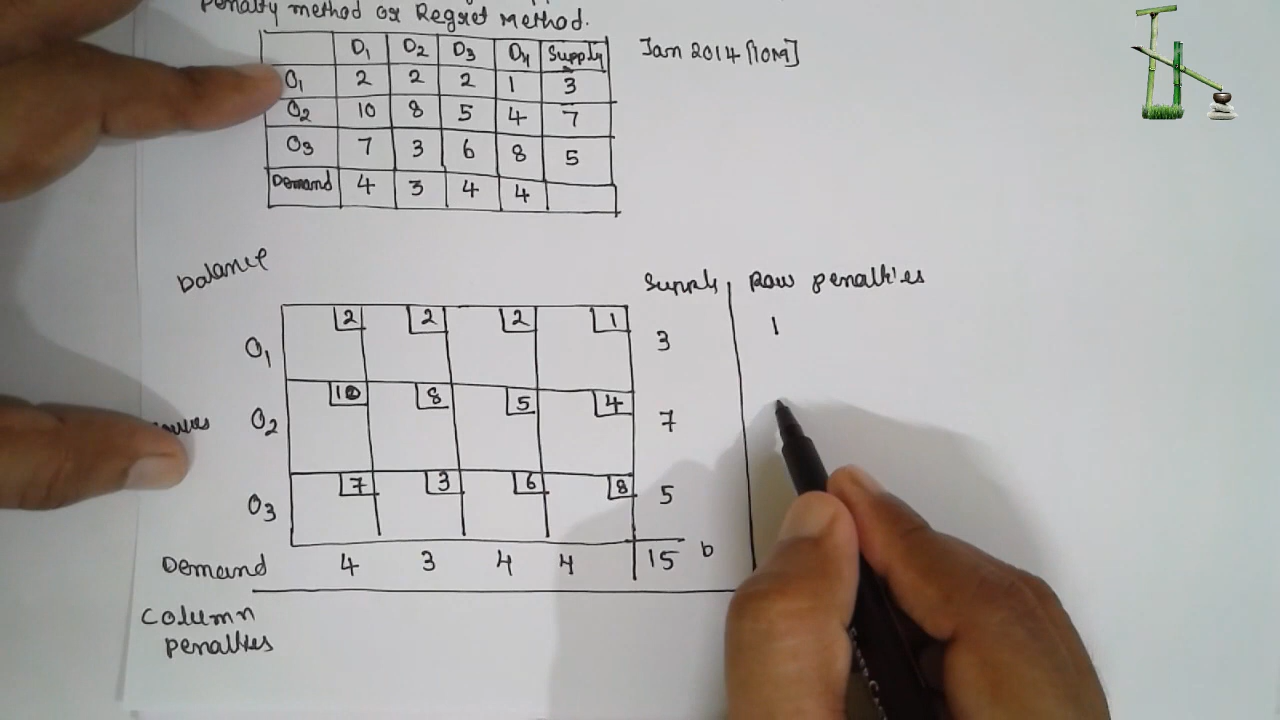 Penalty method or Regret Method.
D1 D2 D3 D4 Supply Jan 2014 [10M]
O1 2 2 2 1 3
O2 10 8 5 4 7
O3 7 3 6 8 5
Demand 4 3 4 4
balance
Supply Row penalties
O1 2 2 2 1 3 1
O2 10 8 5 4 7
O3 7 3 6 8 5
Demand 4 3 4 4 15 b
Column
penalties